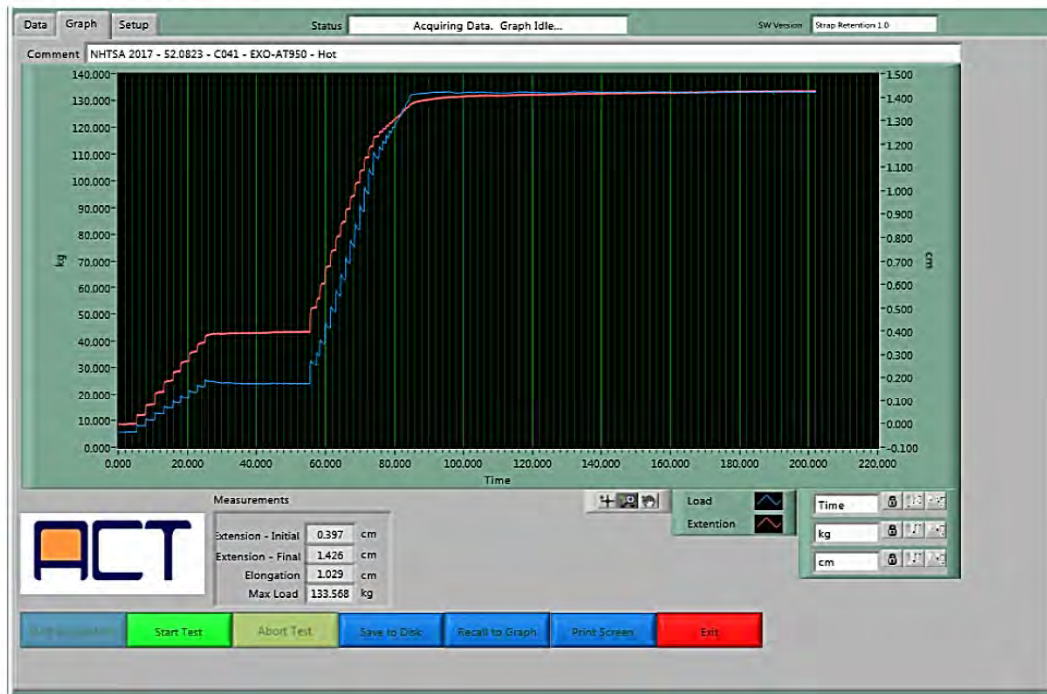 Data Graph Setup Status Acquiring Data. Graph Idle... SW Version Strap Retention 1.0
Comment NHTSA 2017 - 52.0823 - C041 - EXO-AT950 - Hot
140.000
130.000
120.000
110.000
100.000
90.000
80.000
70.000
60.000
50.000
40.000
30.000
20.000
10.000
0.000
kg
1.500
1.400
1.300
1.200
1.100
1.000
0.900
0.800
0.700
0.600
0.500
0.400
0.300
0.200
0.100
0.000
-0.100
cm
0.000 20.000 40.000 60.000 80.000 100.000 120.000 140.000 160.000 180.000 200.000 220.000
Time
Measurements
Extension - Initial 0.397 cm
Extension - Final 1.426 cm
Elongation 1.029 cm
Max Load 133.568 kg
Load
Extention
Time
kg
cm
ACT
Start Test Abort Test Save to Disk Recall to Graph Print Screen Exit